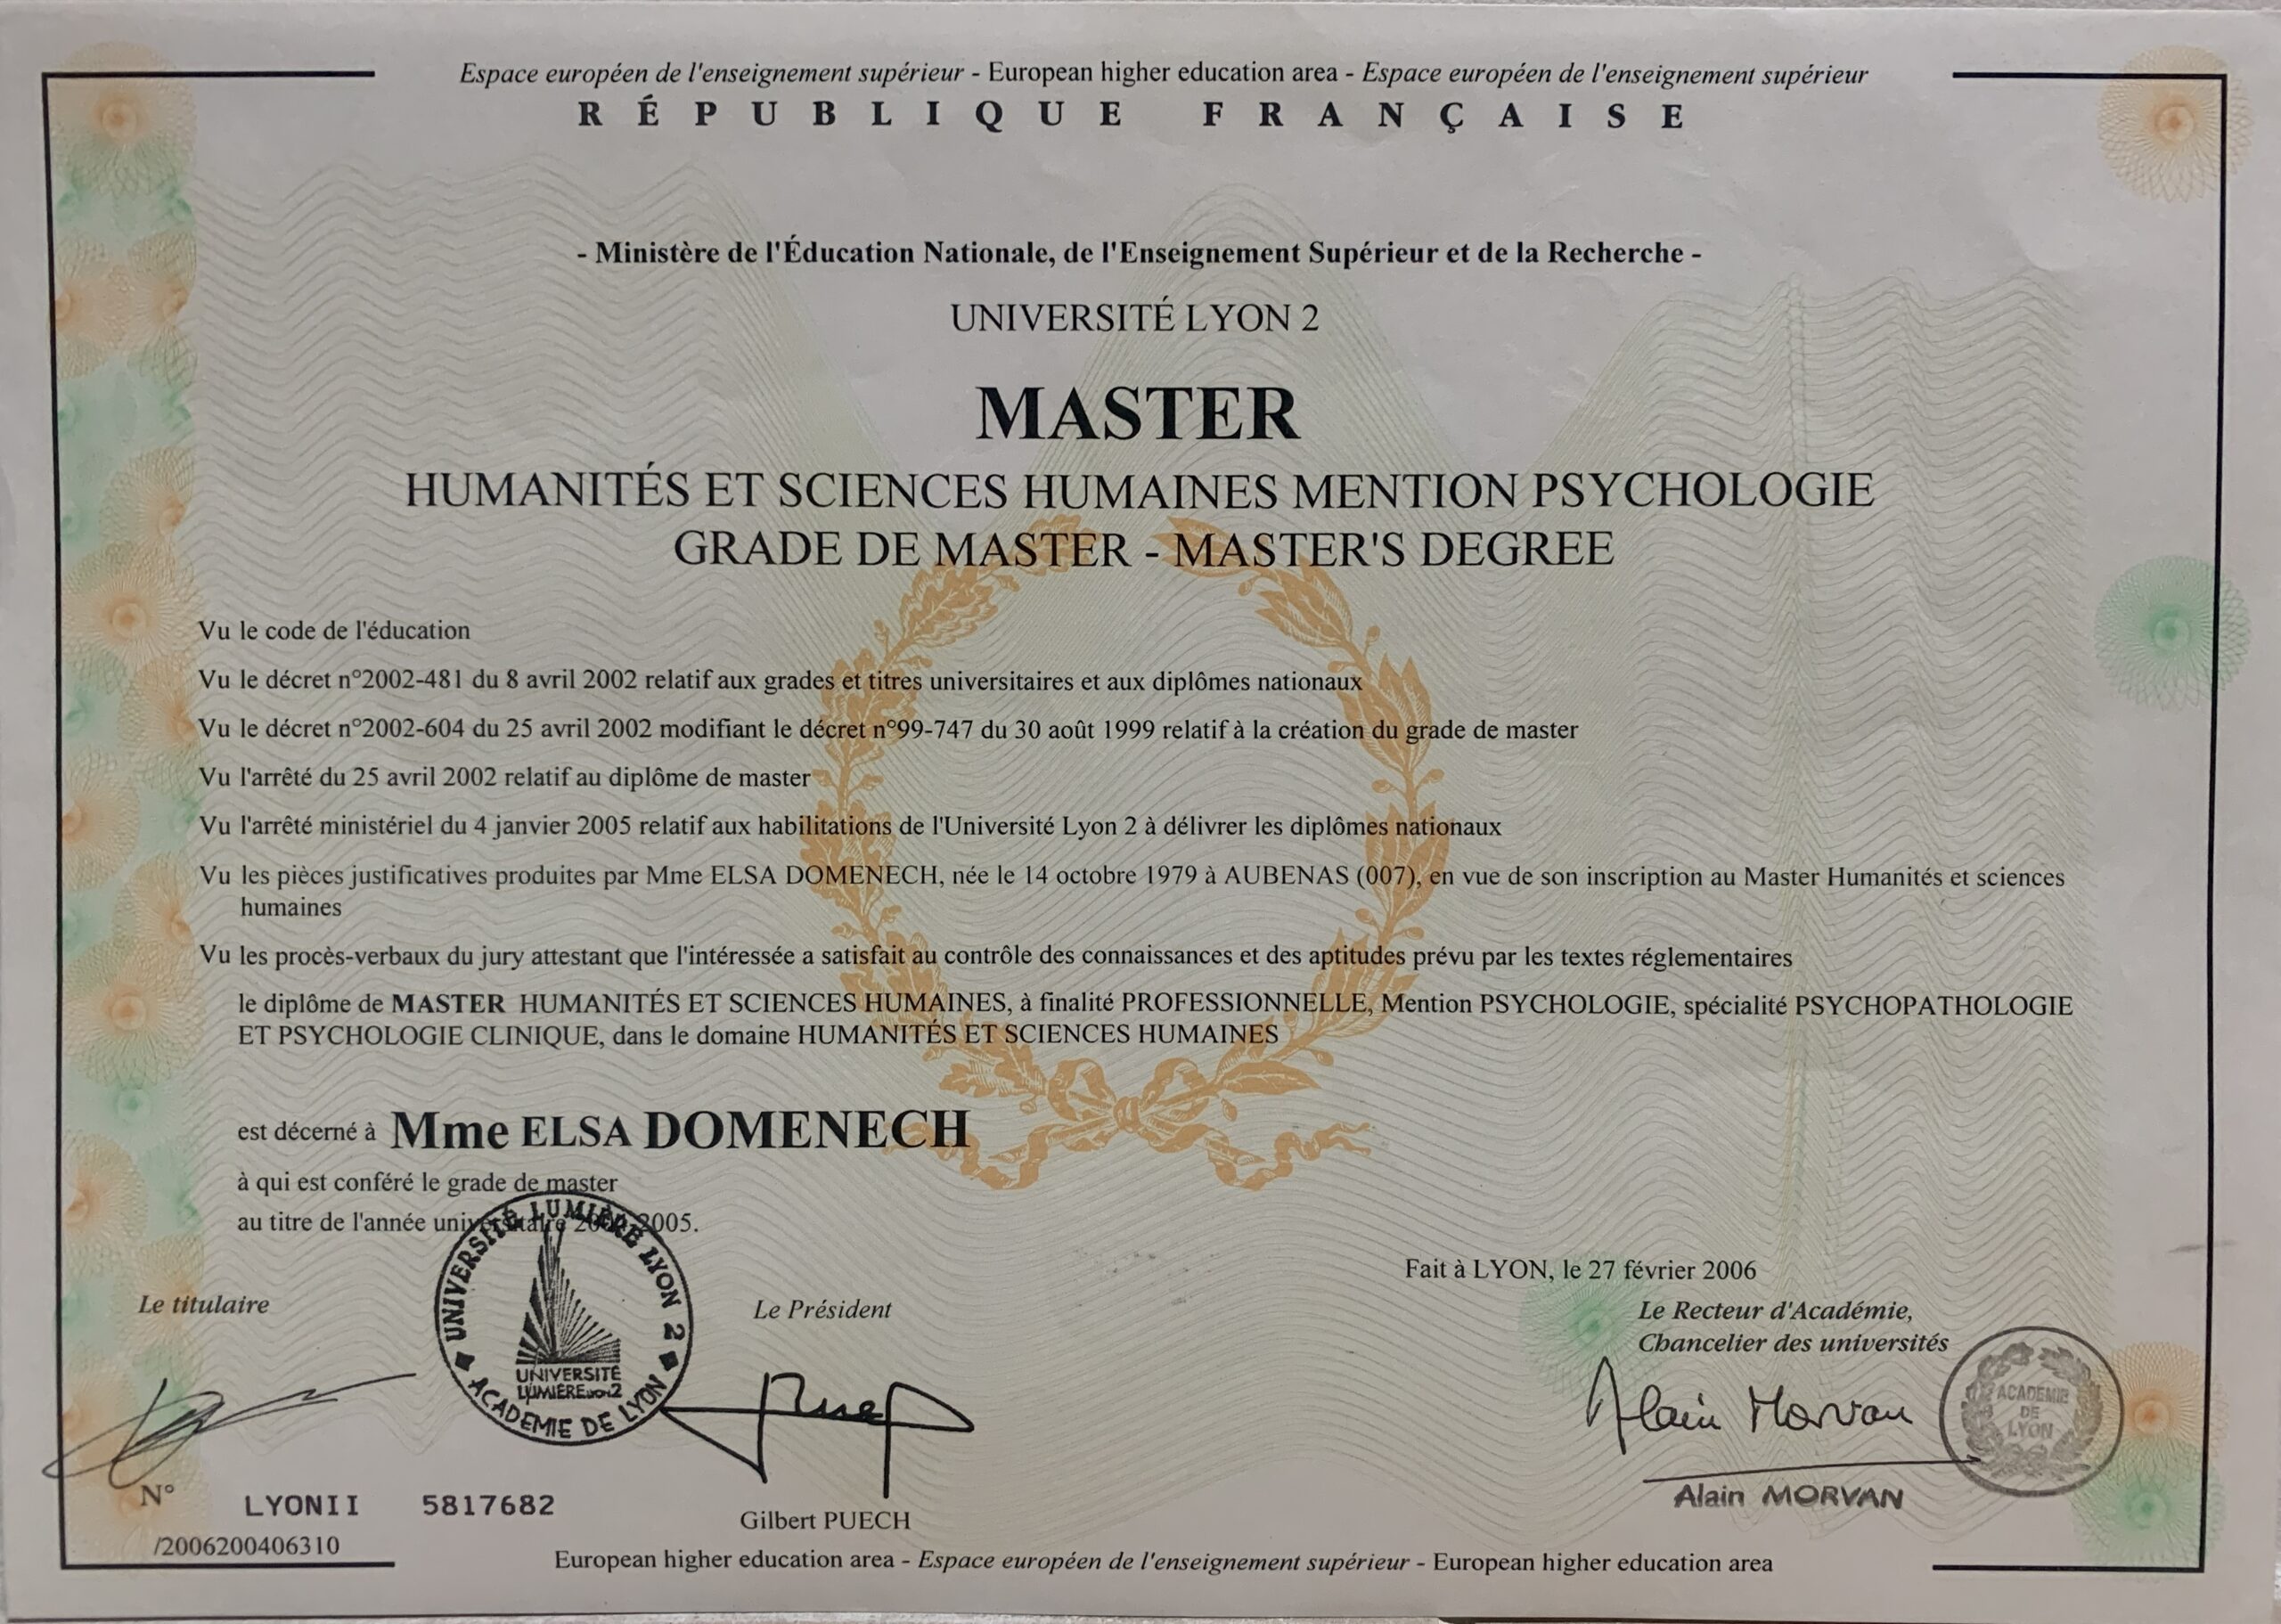 Espace européen de l'enseignement supérieur - European higher education area - Espace européen de l'enseignement supérieur
RÉPUBLIQUE FRANÇAISE
- Ministère de l'Éducation Nationale, de l'Enseignement Supérieur et de la Recherche -
UNIVERSITÉ LYON 2
MASTER
HUMANITÉS ET SCIENCES HUMAINES MENTION PSYCHOLOGIE
GRADE DE MASTER - MASTER'S DEGREE
Vu le code de l'éducation
Vu le décret n°2002-481 du 8 avril 2002 relatif aux grades et titres universitaires et aux diplômes nationaux
Vu le décret n°2002-604 du 25 avril 2002 modifiant le décret n°99-747 du 30 août 1999 relatif à la création du grade de master
Vu l'arrêté du 25 avril 2002 relatif au diplôme de master
Vu l'arrêté ministériel du 4 janvier 2005 relatif aux habilitations de l'Université Lyon 2 à délivrer les diplômes nationaux
Vu les pièces justificatives produites par Mme ELSA DOMENECH, née le 14 octobre 1979 à AUBENAS (007), en vue de son inscription au Master Humanités et sciences
humaines
Vu les procès-verbaux du jury attestant que l'intéressée a satisfait au contrôle des connaissances et des aptitudes prévu par les textes réglementaires
le diplôme de MASTER HUMANITÉS ET SCIENCES HUMAINES, à finalité PROFESSIONNELLE, Mention PSYCHOLOGIE, spécialité PSYCHOPATHOLOGIE
ET PSYCHOLOGIE CLINIQUE, dans le domaine HUMANITÉS ET SCIENCES HUMAINES
est décerné à Mme ELSA DOMENECH
à qui est conféré le grade de master
au titre de l'année universitaire 2004-2005.
Fait à LYON, le 27 février 2006
Le titulaire
UNIVERSITÉ LUMIÈRE LYON 2
UNIVERSITÉ
LUMIÈRE 2
ACADEMIE DE LYON
Le Président
Le Recteur d'Académie,
Chancelier des universités
Puech
Alain Morvan
ACADEMIE
DE
LYON
Alain MORVAN
N° LYONII 5817682
Gilbert PUECH
/2006200406310
European higher education area - Espace européen de l'enseignement supérieur - European higher education area